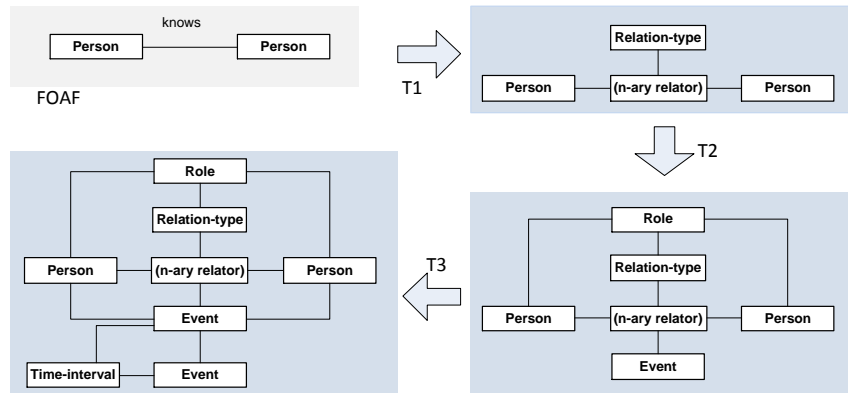 knows
Person Person
FOAF
T1
Relation-type
Person (n-ary relator) Person
T2
Role
Relation-type
Person (n-ary relator) Person
Event
T3
Role
Relation-type
Person (n-ary relator) Person
Event
Time-interval Event